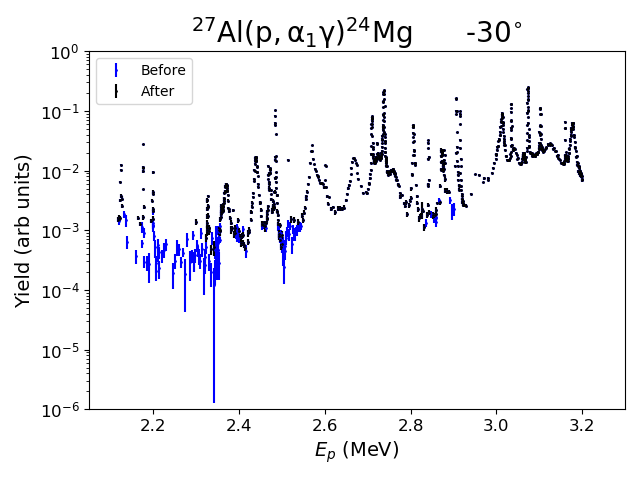 ²⁷Al(p, α₁γ)²⁴Mg -30°
Before
After
10⁰
10⁻¹
10⁻²
10⁻³
10⁻⁴
10⁻⁵
10⁻⁶
Yield (arb units)
2.2 2.4 2.6 2.8 3.0 3.2
Eₚ (MeV)